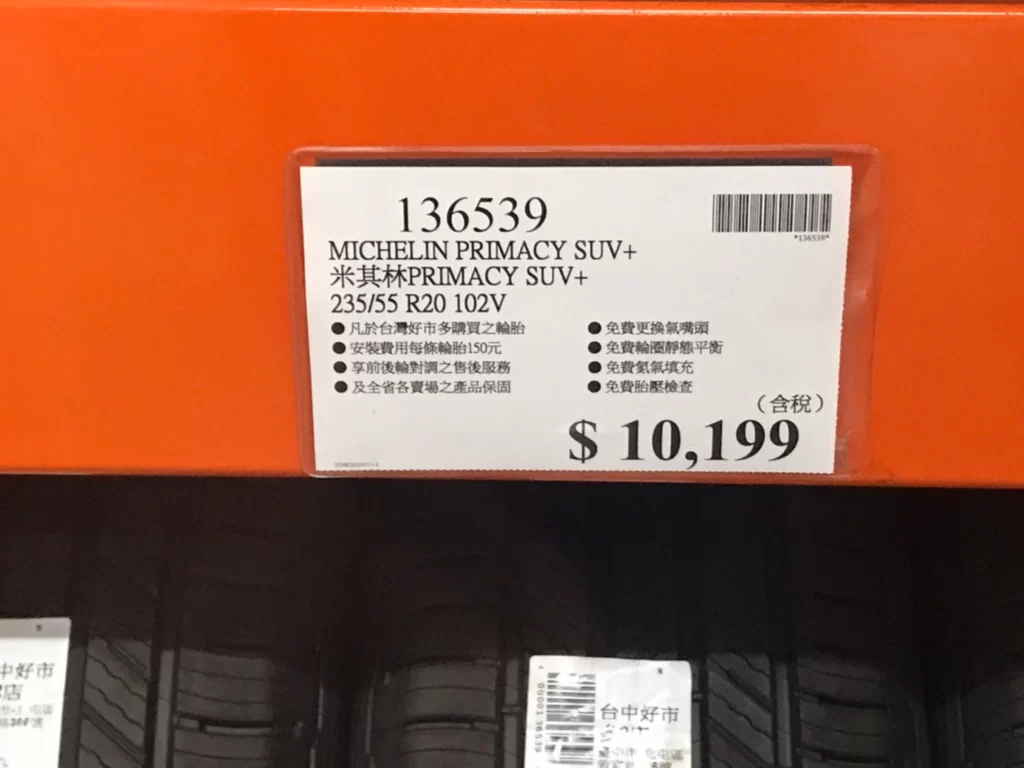 136539
*136539*
MICHELIN PRIMACY SUV+
米其林PRIMACY SUV+
235/55 R20 102V
●凡於台灣好市多購買之輪胎
●安裝費用每條輪胎150元
●享前後輪對調之售後服務
●及全省各賣場之產品保固
●免費更換氣嘴頭
●免費輪圈靜態平衡
●免費氮氣填充
●免費胎壓檢查
(含稅)
$ 10,199
中好市
店
台中好市
00001 36539